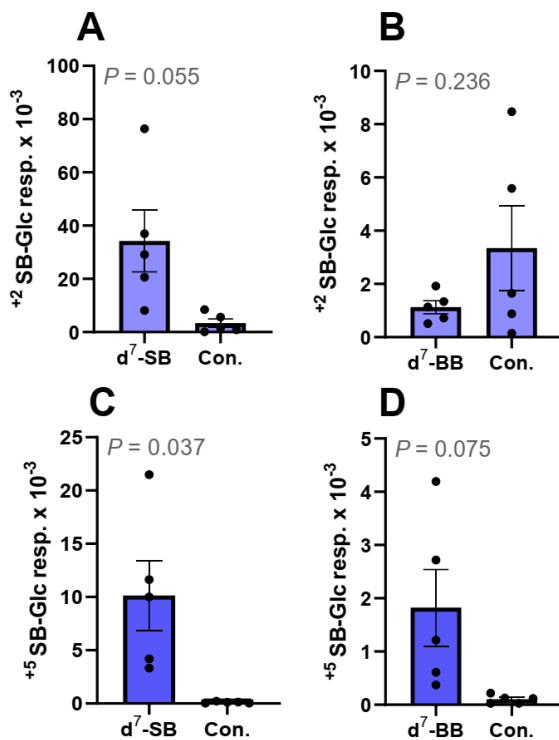 A
P = 0.055
+2 SB-Glc resp. x 10-3
100
80
60
40
20
0
d7-SB Con.
B
P = 0.236
+2 SB-Glc resp. x 10-3
10
8
6
4
2
0
d7-BB Con.
C
P = 0.037
+5 SB-Glc resp. x 10-3
25
20
15
10
5
0
d7-SB Con.
D
P = 0.075
+5 SB-Glc resp. x 10-3
5
4
3
2
1
0
d7-BB Con.